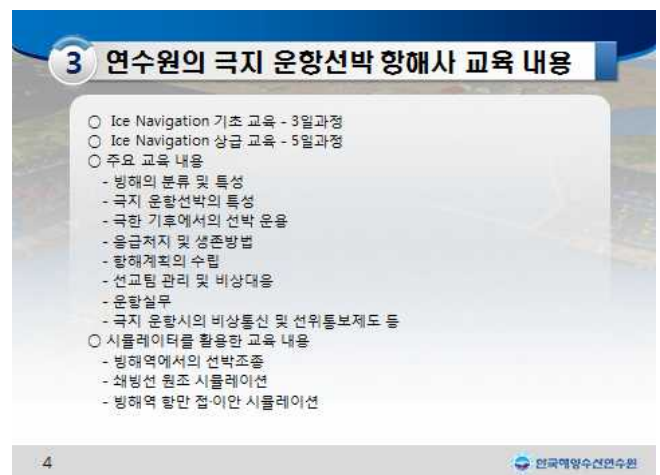 3 연수원의 극지 운항선박 항해사 교육 내용
○ Ice Navigation 기초 교육 - 3일과정
○ Ice Navigation 상급 교육 - 5일과정
○ 주요 교육 내용
- 빙해의 분류 및 특성
- 극지 운항선박의 특성
- 극한 기후에서의 선박 운용
- 응급처지 및 생존방법
- 항해계획의 수립
- 선교팀 관리 및 비상대응
- 운항실무
- 극지 운항시의 비상통신 및 선위통보제도 등
○ 시뮬레이터를 활용한 교육 내용
- 빙해역에서의 선박조종
- 쇄빙선 원조 시뮬레이션
- 빙해역 항만 접·이안 시뮬레이션
4
한국해양수산연수원